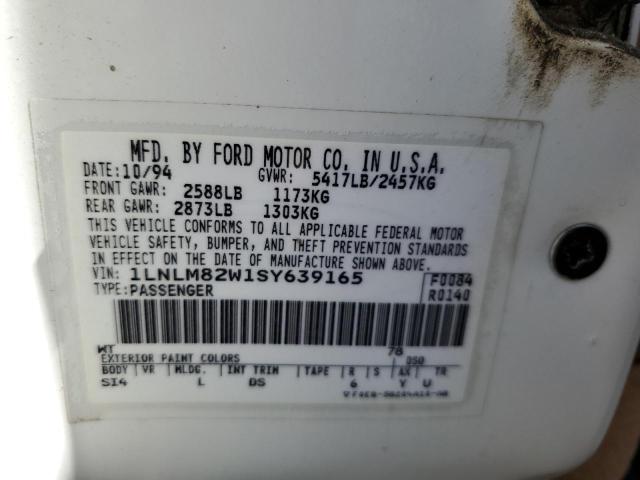 MFD. BY FORD MOTOR CO. IN U.S.A.
DATE: 10/94 GVWR: 5417LB/2457KG
FRONT GAWR: 2588LB 1173KG
REAR GAWR: 2873LB 1303KG
THIS VEHICLE CONFORMS TO ALL APPLICABLE FEDERAL MOTOR
VEHICLE SAFETY, BUMPER, AND THEFT PREVENTION STANDARDS
IN EFFECT ON THE DATE OF MANUFACTURE SHOWN ABOVE.
VIN: 1LNLM82W1SY639165 F0084
TYPE: PASSENGER R0140
WT 78
EXTERIOR PAINT COLORS DSO
BODY VR MLDG. INT TRIM TAPE R S AX TR
SI4 L DS 6 Y U